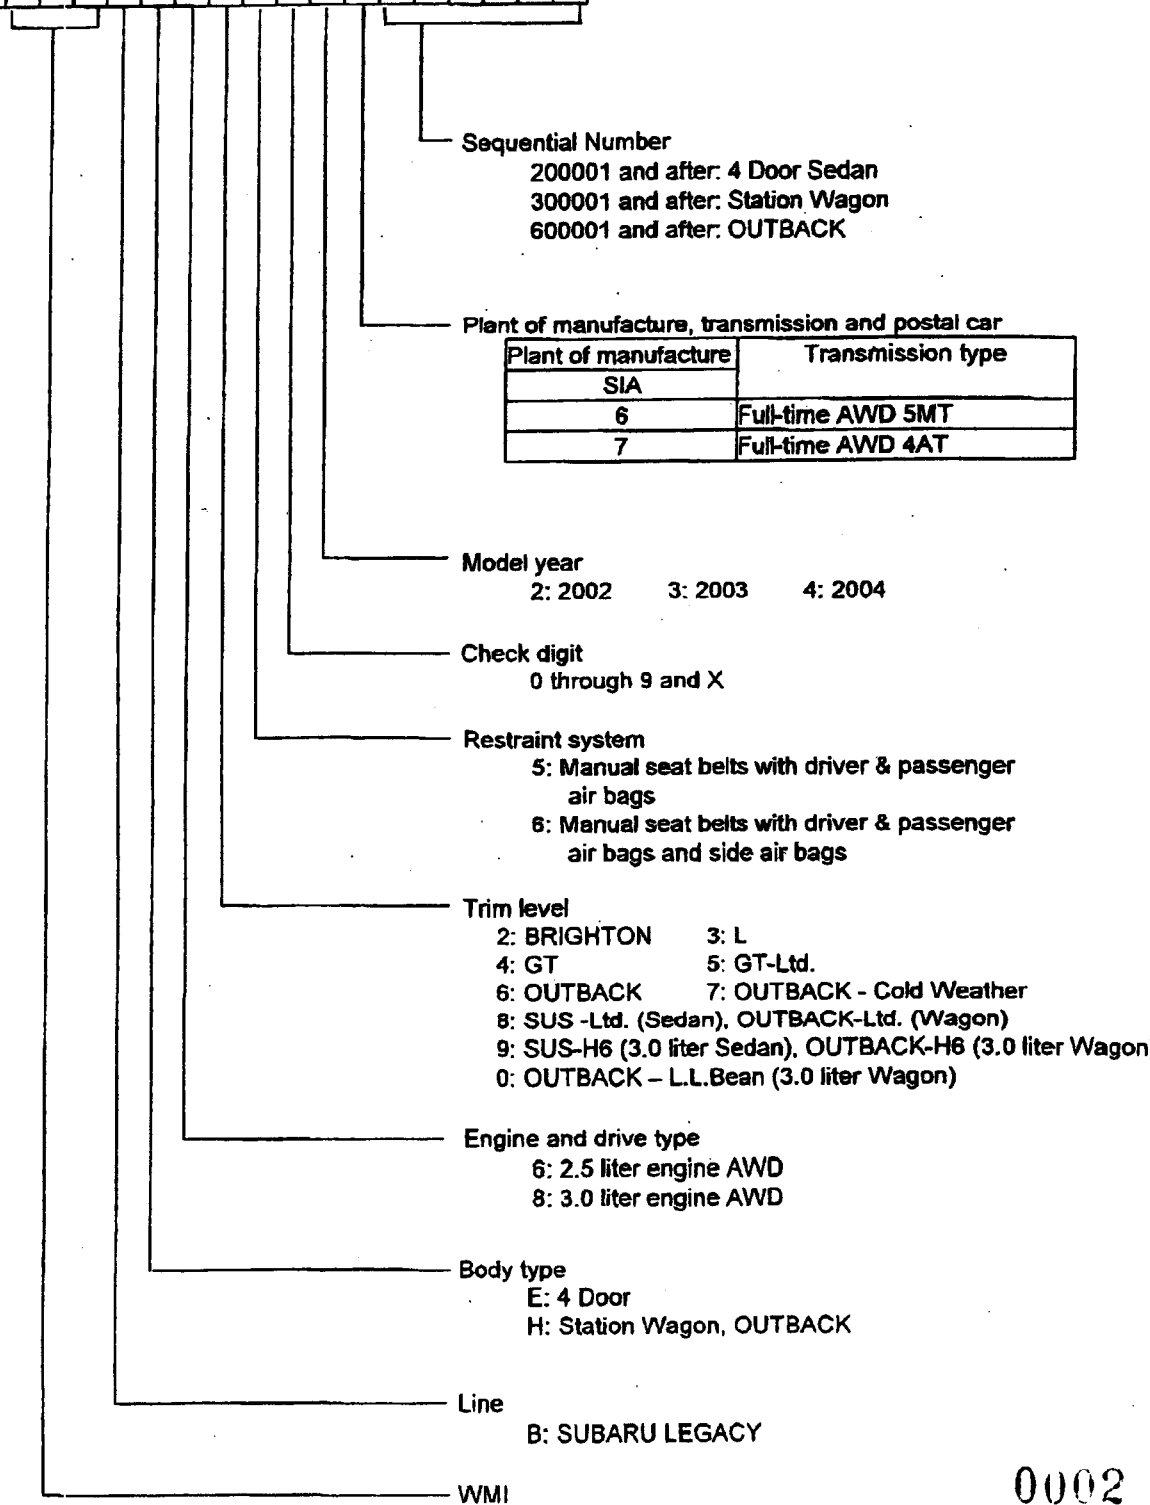 Sequential Number
200001 and after: 4 Door Sedan
300001 and after: Station Wagon
600001 and after: OUTBACK
Plant of manufacture, transmission and postal car
Plant of manufacture Transmission type
SIA
6 Full-time AWD 5MT
7 Full-time AWD 4AT
Model year
2: 2002 3: 2003 4: 2004
Check digit
0 through 9 and X
Restraint system
5: Manual seat belts with driver & passenger
air bags
6: Manual seat belts with driver & passenger
air bags and side air bags
Trim level
2: BRIGHTON 3: L
4: GT 5: GT-Ltd.
6: OUTBACK 7: OUTBACK - Cold Weather
8: SUS -Ltd. (Sedan), OUTBACK-Ltd. (Wagon)
9: SUS-H6 (3.0 liter Sedan), OUTBACK-H6 (3.0 liter Wagon
0: OUTBACK – L.L.Bean (3.0 liter Wagon)
Engine and drive type
6: 2.5 liter engine AWD
8: 3.0 liter engine AWD
Body type
E: 4 Door
H: Station Wagon, OUTBACK
Line
B: SUBARU LEGACY
WMI
0002